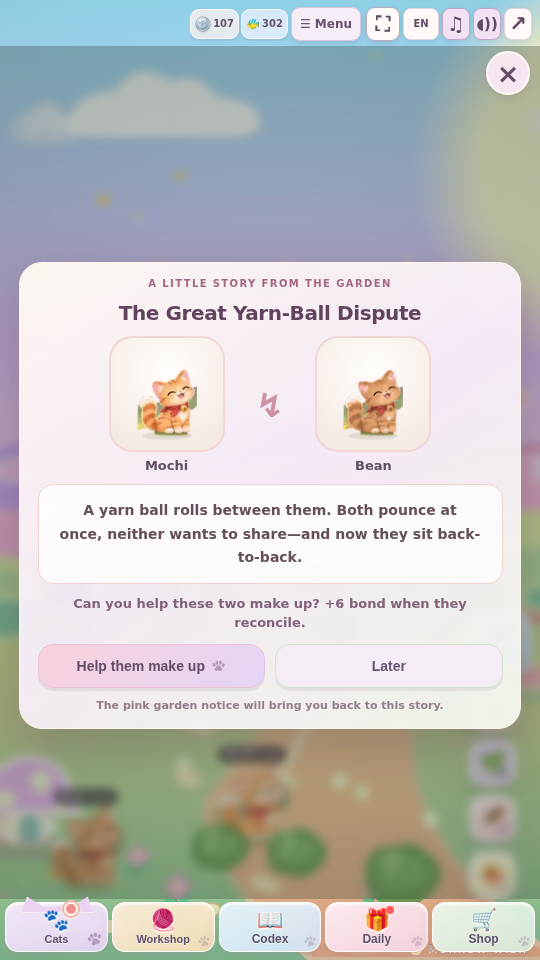 107
302
☰ Menu
EN
A LITTLE STORY FROM THE GARDEN
The Great Yarn-Ball Dispute
Mochi
Bean
A yarn ball rolls between them. Both pounce at
once, neither wants to share—and now they sit back-
to-back.
Can you help these two make up? +6 bond when they
reconcile.
Help them make up
Later
The pink garden notice will bring you back to this story.
Cats
Workshop
Codex
Daily
Shop